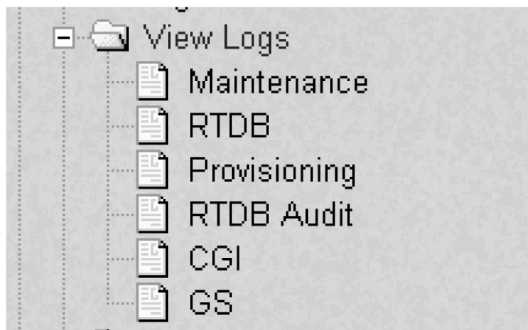 View Logs
Maintenance
RTDB
Provisioning
RTDB Audit
CGI
GS